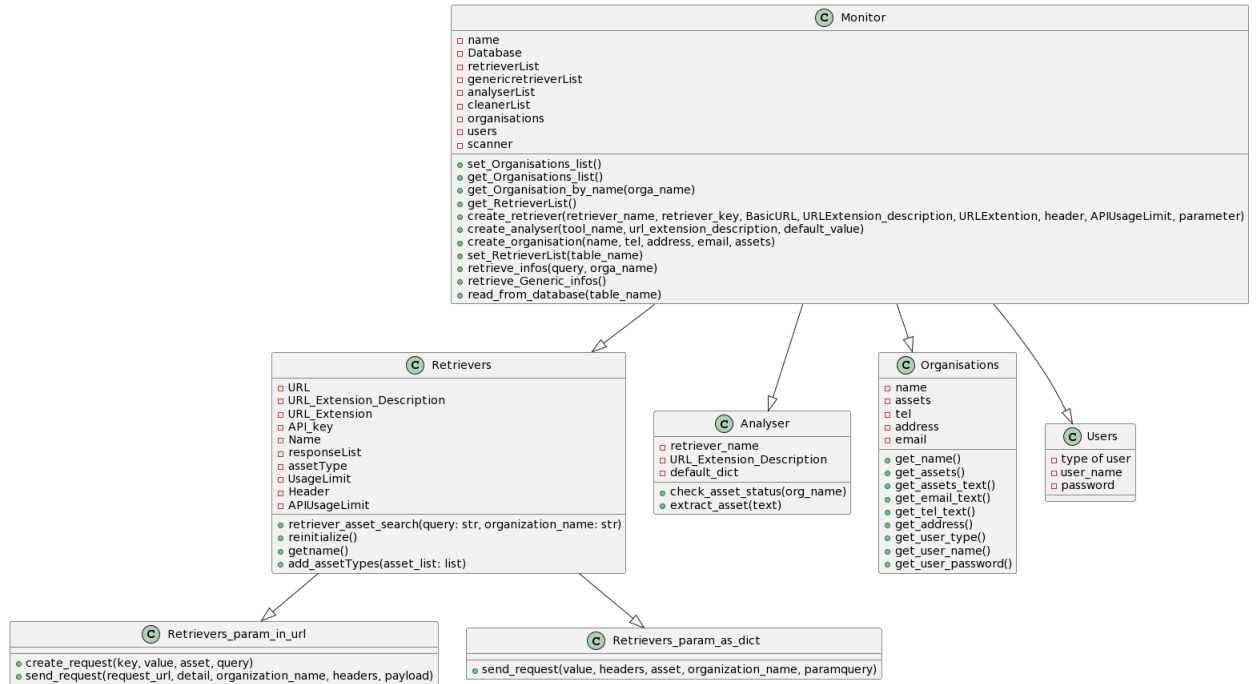 C Monitor
name
Database
retrieverList
genericretrieverList
analyserList
cleanerList
organisations
users
scanner
set_Organisations_list()
get_Organisations_list()
get_Organisation_by_name(orga_name)
get_RetrieverList()
create_retriever(retriever_name, retriever_key, BasicURL, URLExtension_description, URLExtention, header, APIUsageLimit, parameter)
create_analyser(tool_name, url_extension_description, default_value)
create_organisation(name, tel, address, email, assets)
set_RetrieverList(table_name)
retrieve_infos(query, orga_name)
retrieve_Generic_infos()
read_from_database(table_name)
C Retrievers
URL
URL_Extension_Description
URL_Extension
API_key
Name
responseList
assetType
UsageLimit
Header
APIUsageLimit
retriever_asset_search(query: str, organization_name: str)
reinitialize()
getname()
add_assetTypes(asset_list: list)
C Analyser
retriever_name
URL_Extension_Description
default_dict
check_asset_status(org_name)
extract_asset(text)
C Organisations
name
assets
tel
address
email
get_name()
get_assets()
get_assets_text()
get_email_text()
get_tel_text()
get_address()
get_user_type()
get_user_name()
get_user_password()
C Users
type of user
user_name
password
C Retrievers_param_in_url
create_request(key, value, asset, query)
send_request(request_url, detail, organization_name, headers, payload)
C Retrievers_param_as_dict
send_request(value, headers, asset, organization_name, paramquery)